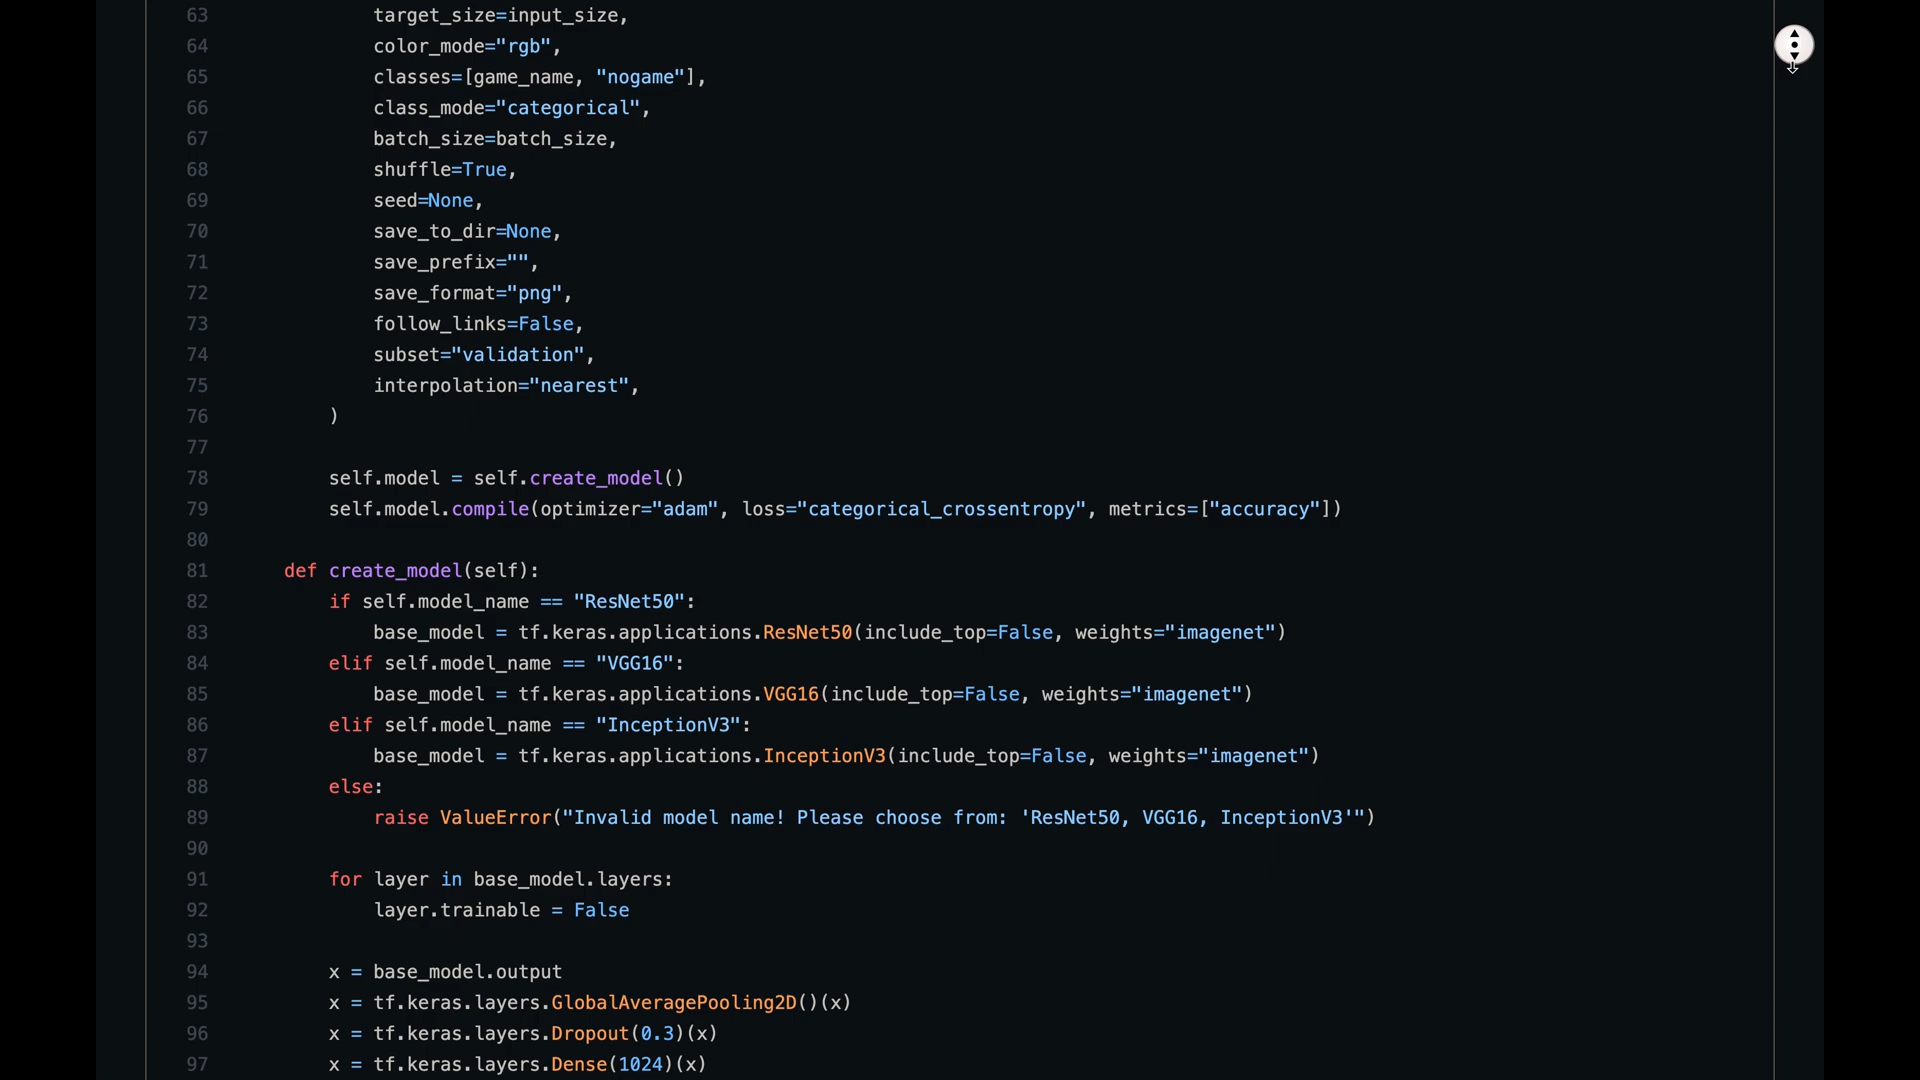 63 target_size=input_size,
64 color_mode="rgb",
65 classes=[game_name, "nogame"],
66 class_mode="categorical",
67 batch_size=batch_size,
68 shuffle=True,
69 seed=None,
70 save_to_dir=None,
71 save_prefix="",
72 save_format="png",
73 follow_links=False,
74 subset="validation",
75 interpolation="nearest",
76 )
77
78 self.model = self.create_model()
79 self.model.compile(optimizer="adam", loss="categorical_crossentropy", metrics=["accuracy"])
80
81 def create_model(self):
82 if self.model_name == "ResNet50":
83 base_model = tf.keras.applications.ResNet50(include_top=False, weights="imagenet")
84 elif self.model_name == "VGG16":
85 base_model = tf.keras.applications.VGG16(include_top=False, weights="imagenet")
86 elif self.model_name == "InceptionV3":
87 base_model = tf.keras.applications.InceptionV3(include_top=False, weights="imagenet")
88 else:
89 raise ValueError("Invalid model name! Please choose from: 'ResNet50, VGG16, InceptionV3'")
90
91 for layer in base_model.layers:
92 layer.trainable = False
93
94 x = base_model.output
95 x = tf.keras.layers.GlobalAveragePooling2D()(x)
96 x = tf.keras.layers.Dropout(0.3)(x)
97 x = tf.keras.layers.Dense(1024)(x)